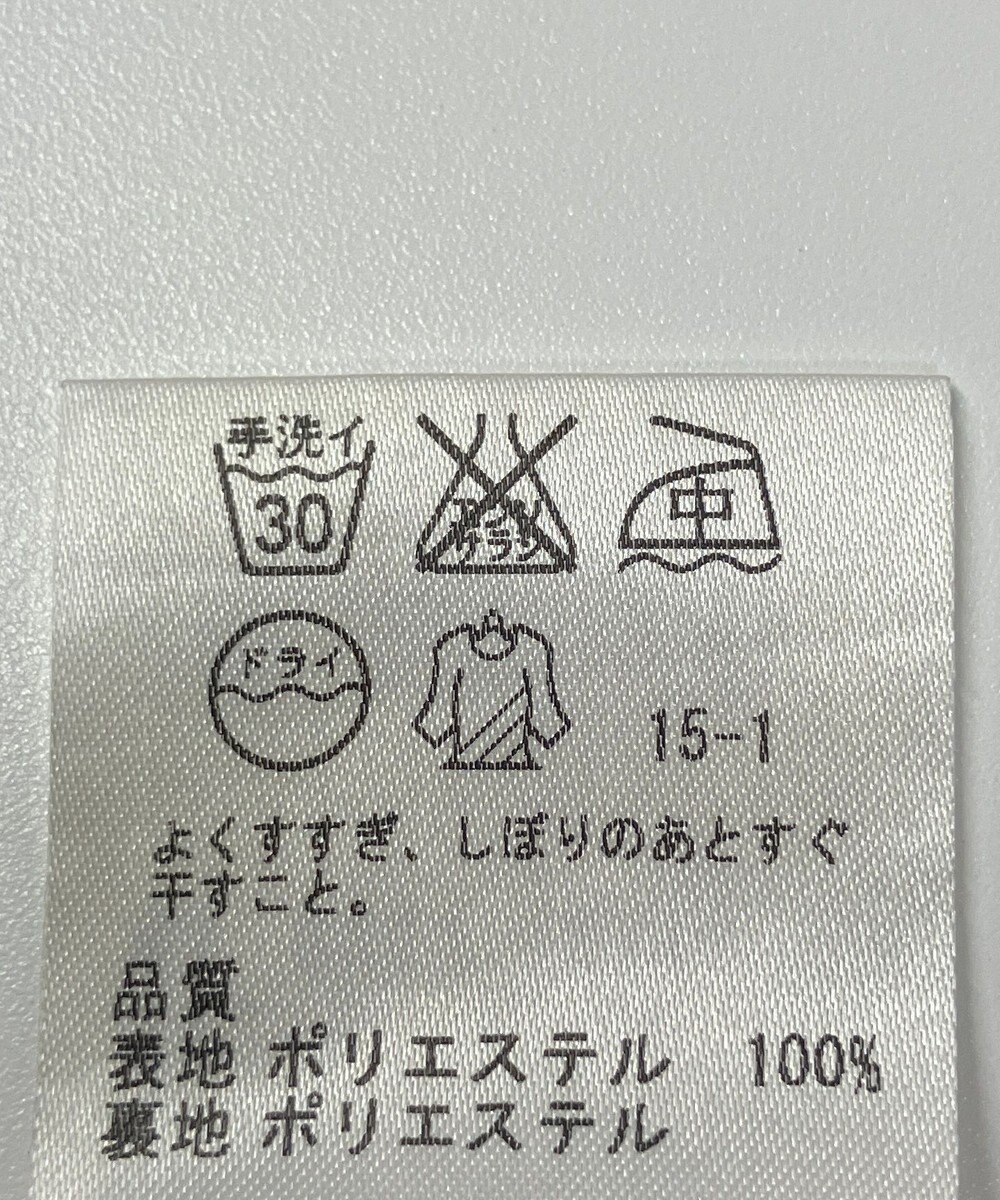 手洗イ
30
エンソ
サラシ
中
ドライ
15-1
よくすすぎ、しぼりのあとすぐ
干すこと。
品質
表地 ポリエステル 100%
裏地 ポリエステル